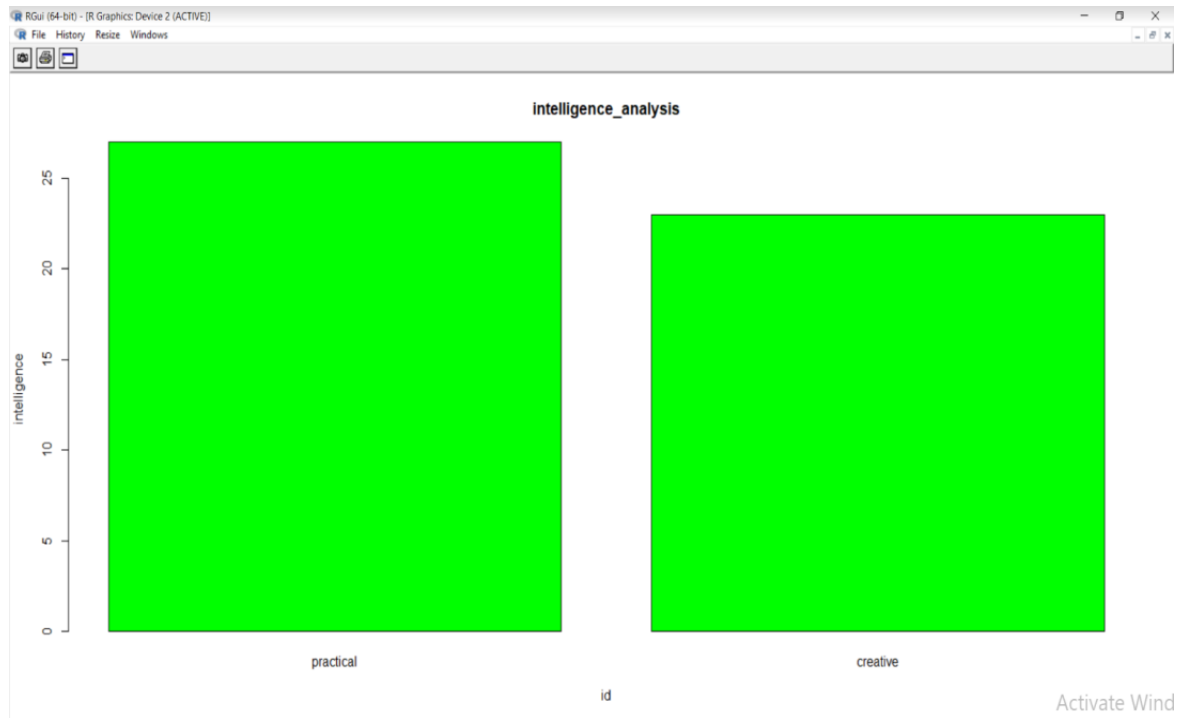 RGui (64-bit) - [R Graphics: Device 2 (ACTIVE)]
File History Resize Windows
intelligence_analysis
intelligence
25
20
15
10
5
0
practical creative
id
Activate Wind